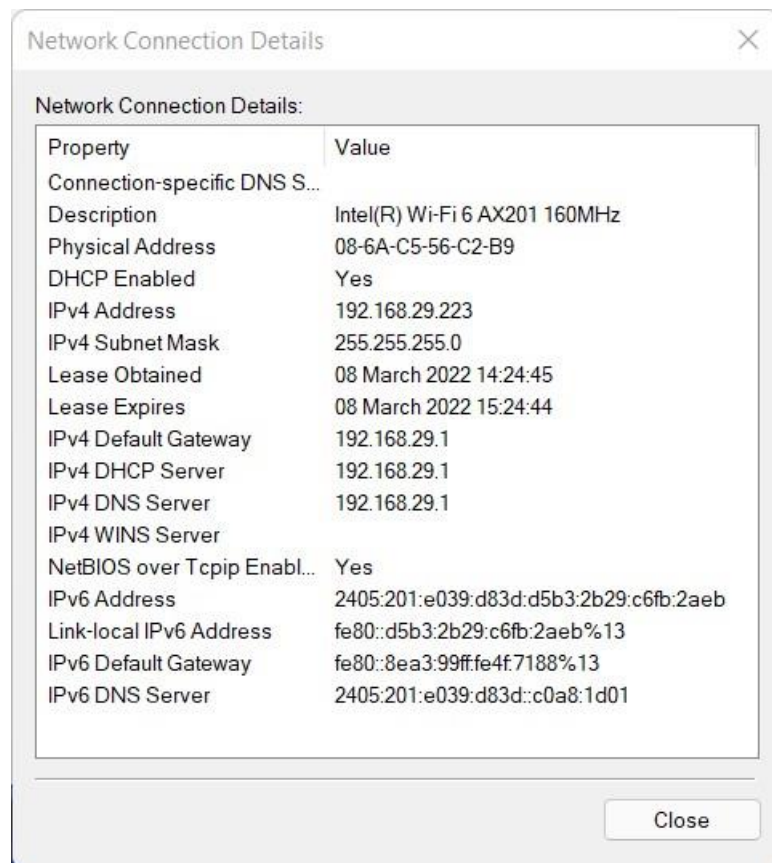 Network Connection Details
Network Connection Details:
Property Value
Connection-specific DNS S...
Description Intel(R) Wi-Fi 6 AX201 160MHz
Physical Address 08-6A-C5-56-C2-B9
DHCP Enabled Yes
IPv4 Address 192.168.29.223
IPv4 Subnet Mask 255.255.255.0
Lease Obtained 08 March 2022 14:24:45
Lease Expires 08 March 2022 15:24:44
IPv4 Default Gateway 192.168.29.1
IPv4 DHCP Server 192.168.29.1
IPv4 DNS Server 192.168.29.1
IPv4 WINS Server
NetBIOS over Tcpip Enabl... Yes
IPv6 Address 2405:201:e039:d83d:d5b3:2b29:c6fb:2aeb
Link-local IPv6 Address fe80::d5b3:2b29:c6fb:2aeb%13
IPv6 Default Gateway fe80::8ea3:99ff:fe4f:7188%13
IPv6 DNS Server 2405:201:e039:d83d::c0a8:1d01
Close